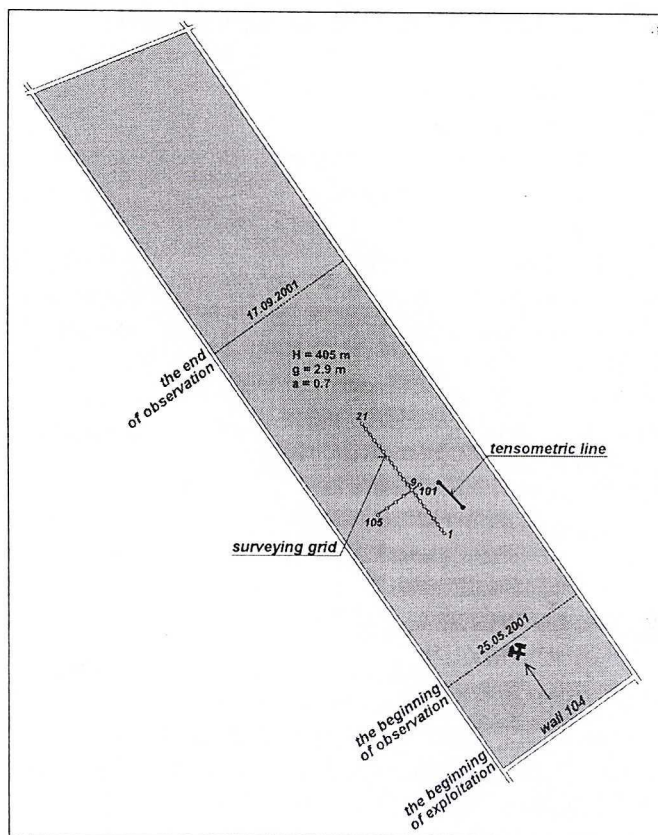 17.09.2001
the end
of observation
H = 405 m
g = 2.9 m
a = 0.7
21
tensometric line
9
101
105
1
surveying grid
25.05.2001
the beginning
of observation
wall 104
the beginning
of exploitation